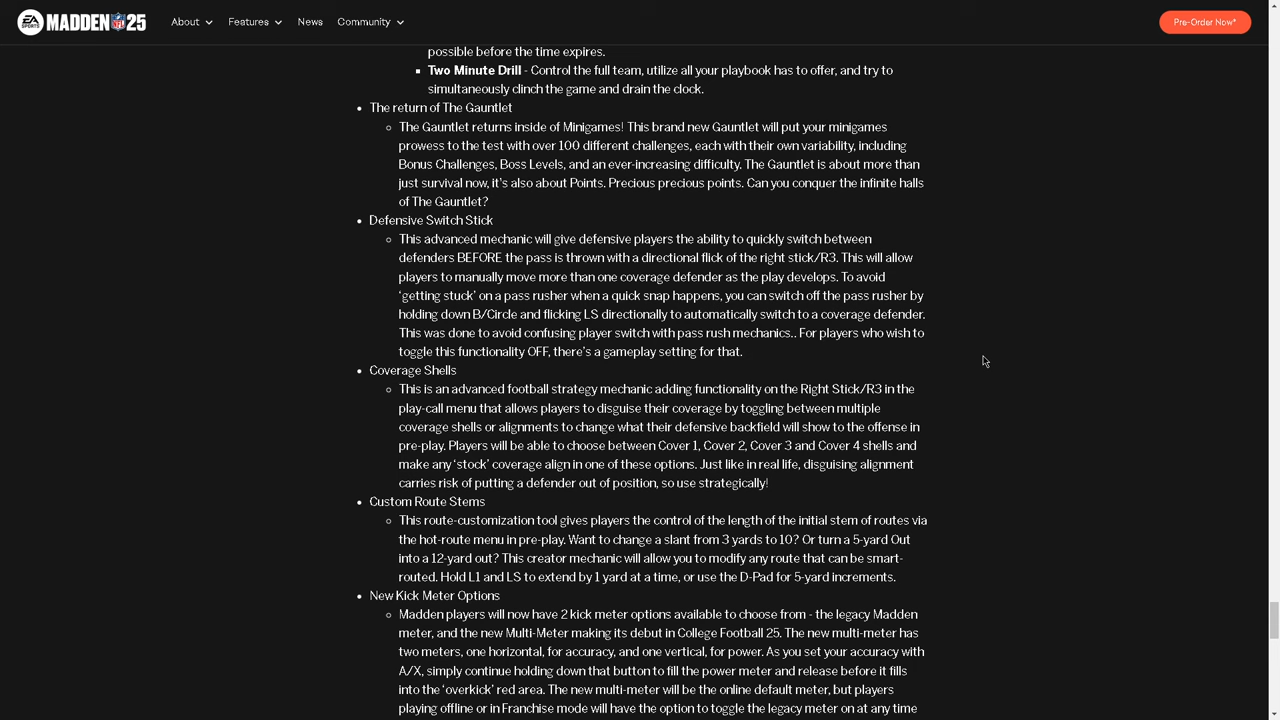 EA SPORTS MADDEN NFL 25 About Features News Community Pre-Order Now*
possible before the time expires.
Two Minute Drill - Control the full team, utilize all your playbook has to offer, and try to
simultaneously clinch the game and drain the clock.
The return of The Gauntlet
The Gauntlet returns inside of Minigames! This brand new Gauntlet will put your minigames
prowess to the test with over 100 different challenges, each with their own variability, including
Bonus Challenges, Boss Levels, and an ever-increasing difficulty. The Gauntlet is about more than
just survival now, it's also about Points. Precious precious points. Can you conquer the infinite halls
of The Gauntlet?
Defensive Switch Stick
This advanced mechanic will give defensive players the ability to quickly switch between
defenders BEFORE the pass is thrown with a directional flick of the right stick/R3. This will allow
players to manually move more than one coverage defender as the play develops. To avoid
‘getting stuck’ on a pass rusher when a quick snap happens, you can switch off the pass rusher by
holding down B/Circle and flicking LS directionally to automatically switch to a coverage defender.
This was done to avoid confusing player switch with pass rush mechanics.. For players who wish to
toggle this functionality OFF, there’s a gameplay setting for that.
Coverage Shells
This is an advanced football strategy mechanic adding functionality on the Right Stick/R3 in the
play-call menu that allows players to disguise their coverage by toggling between multiple
coverage shells or alignments to change what their defensive backfield will show to the offense in
pre-play. Players will be able to choose between Cover 1, Cover 2, Cover 3 and Cover 4 shells and
make any ‘stock’ coverage align in one of these options. Just like in real life, disguising alignment
carries risk of putting a defender out of position, so use strategically!
Custom Route Stems
This route-customization tool gives players the control of the length of the initial stem of routes via
the hot-route menu in pre-play. Want to change a slant from 3 yards to 10? Or turn a 5-yard Out
into a 12-yard out? This creator mechanic will allow you to modify any route that can be smart-
routed. Hold L1 and LS to extend by 1 yard at a time, or use the D-Pad for 5-yard increments.
New Kick Meter Options
Madden players will now have 2 kick meter options available to choose from - the legacy Madden
meter, and the new Multi-Meter making its debut in College Football 25. The new multi-meter has
two meters, one horizontal, for accuracy, and one vertical, for power. As you set your accuracy with
A/X, simply continue holding down that button to fill the power meter and release before it fills
into the ‘overkick’ red area. The new multi-meter will be the online default meter, but players
playing offline or in Franchise mode will have the option to toggle the legacy meter on at any time